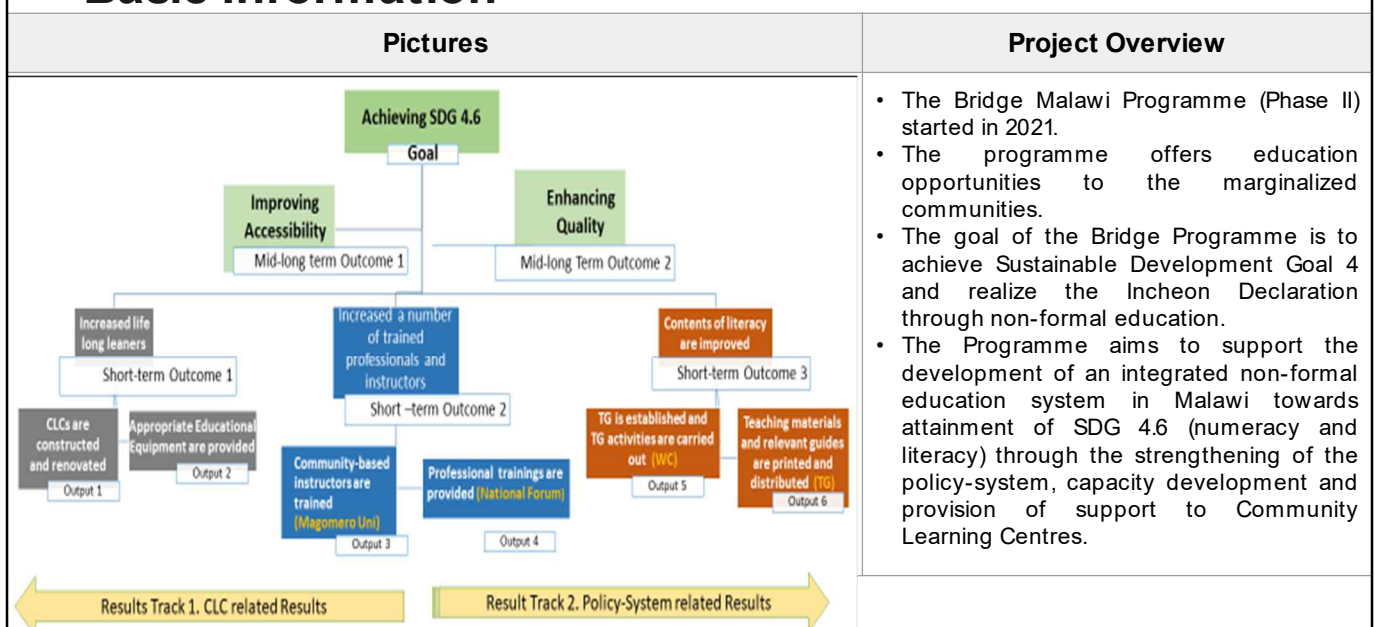 Basic Information
Pictures
Project Overview
Achieving SDG 4.6
Goal
Improving
Accessibility
Mid-long term Outcome 1
Enhancing
Quality
Mid-long Term Outcome 2
Increased life
long leaners
Short-term Outcome 1
Increased a number
of trained
professionals and
instructors
Short –term Outcome 2
Contents of literacy
are improved
Short-term Outcome 3
CLCs are
constructed
and renovated
Output 1
Appropriate Educational
Equipment are provided
Output 2
Community-based
instructors are
trained
(Magomero Uni)
Output 3
Professional trainings are
provided (National Forum)
Output 4
TG is established and
TG activities are carried
out (WC)
Output 5
Teaching materials
and relevant guides
are printed and
distributed (TG)
Output 6
Results Track 1. CLC related Results
Result Track 2. Policy-System related Results
• The Bridge Malawi Programme (Phase II)
started in 2021.
• The programme offers education
opportunities to the marginalized
communities.
• The goal of the Bridge Programme is to
achieve Sustainable Development Goal 4
and realize the Incheon Declaration
through non-formal education.
• The Programme aims to support the
development of an integrated non-formal
education system in Malawi towards
attainment of SDG 4.6 (numeracy and
literacy) through the strengthening of the
policy-system, capacity development and
provision of support to Community
Learning Centres.